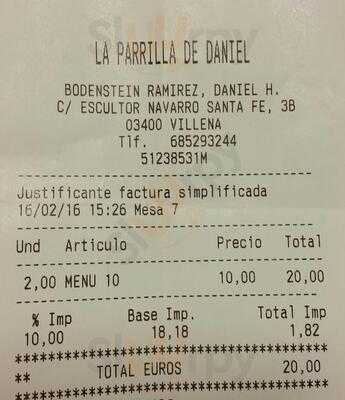 LA PARRILLA DE DANIEL
BODENSTEIN RAMIREZ, DANIEL H.
C/ ESCULTOR NAVARRO SANTA FE, 3B
03400 VILLENA
Tlf. 685293244
51238531M
Justificante factura simplificada
16/02/16 15:26 Mesa 7
Und Articulo Precio Total
2,00 MENU 10 10,00 20,00
% Imp Base Imp. Total Imp
10,00 18,18 1,82
**********************************
** TOTAL EUROS 20,00
**********************************